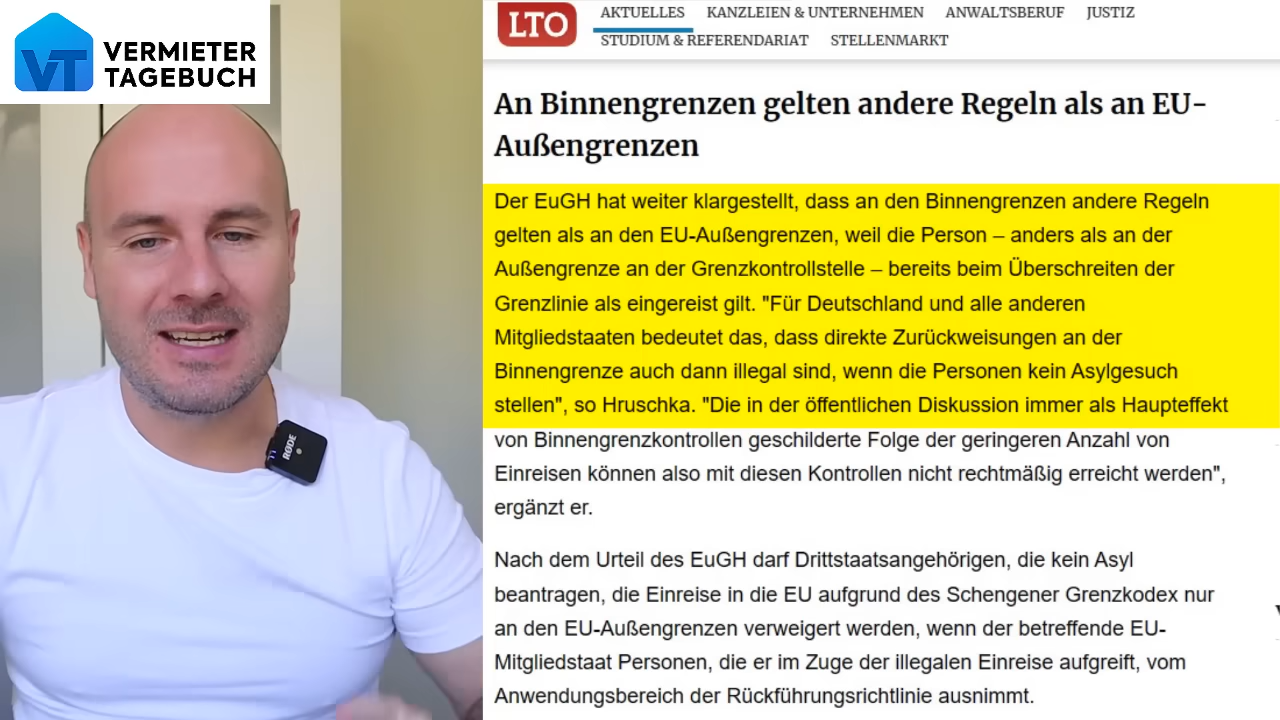 VT VERMIETER
TAGEBUCH
RØDE
LTO
AKTUELLES KANZLEIEN & UNTERNEHMEN ANWALTSBERUF JUSTIZ
STUDIUM & REFERENDARIAT STELLENMARKT
An Binnengrenzen gelten andere Regeln als an EU-
Außengrenzen
Der EuGH hat weiter klargestellt, dass an den Binnengrenzen andere Regeln
gelten als an den EU-Außengrenzen, weil die Person – anders als an der
Außengrenze an der Grenzkontrollstelle – bereits beim Überschreiten der
Grenzlinie als eingereist gilt. "Für Deutschland und alle anderen
Mitgliedstaaten bedeutet das, dass direkte Zurückweisungen an der
Binnengrenze auch dann illegal sind, wenn die Personen kein Asylgesuch
stellen", so Hruschka. "Die in der öffentlichen Diskussion immer als Haupteffekt
von Binnengrenzkontrollen geschilderte Folge der geringeren Anzahl von
Einreisen können also mit diesen Kontrollen nicht rechtmäßig erreicht werden",
ergänzt er.
Nach dem Urteil des EuGH darf Drittstaatsangehörigen, die kein Asyl
beantragen, die Einreise in die EU aufgrund des Schengener Grenzkodex nur
an den EU-Außengrenzen verweigert werden, wenn der betreffende EU-
Mitgliedstaat Personen, die er im Zuge der illegalen Einreise aufgreift, vom
Anwendungsbereich der Rückführungsrichtlinie ausnimmt.